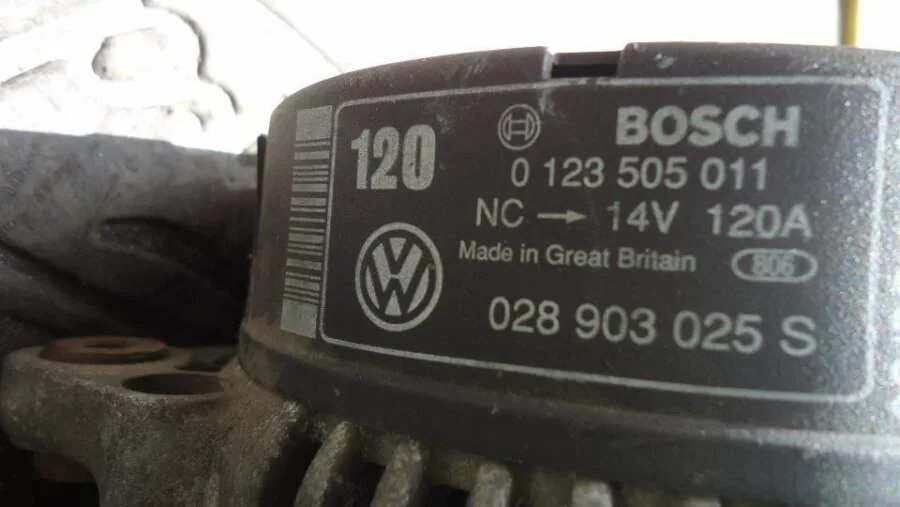 120
BOSCH
0 123 505 011
NC → 14V 120A
Made in Great Britain 806
028 903 025 S